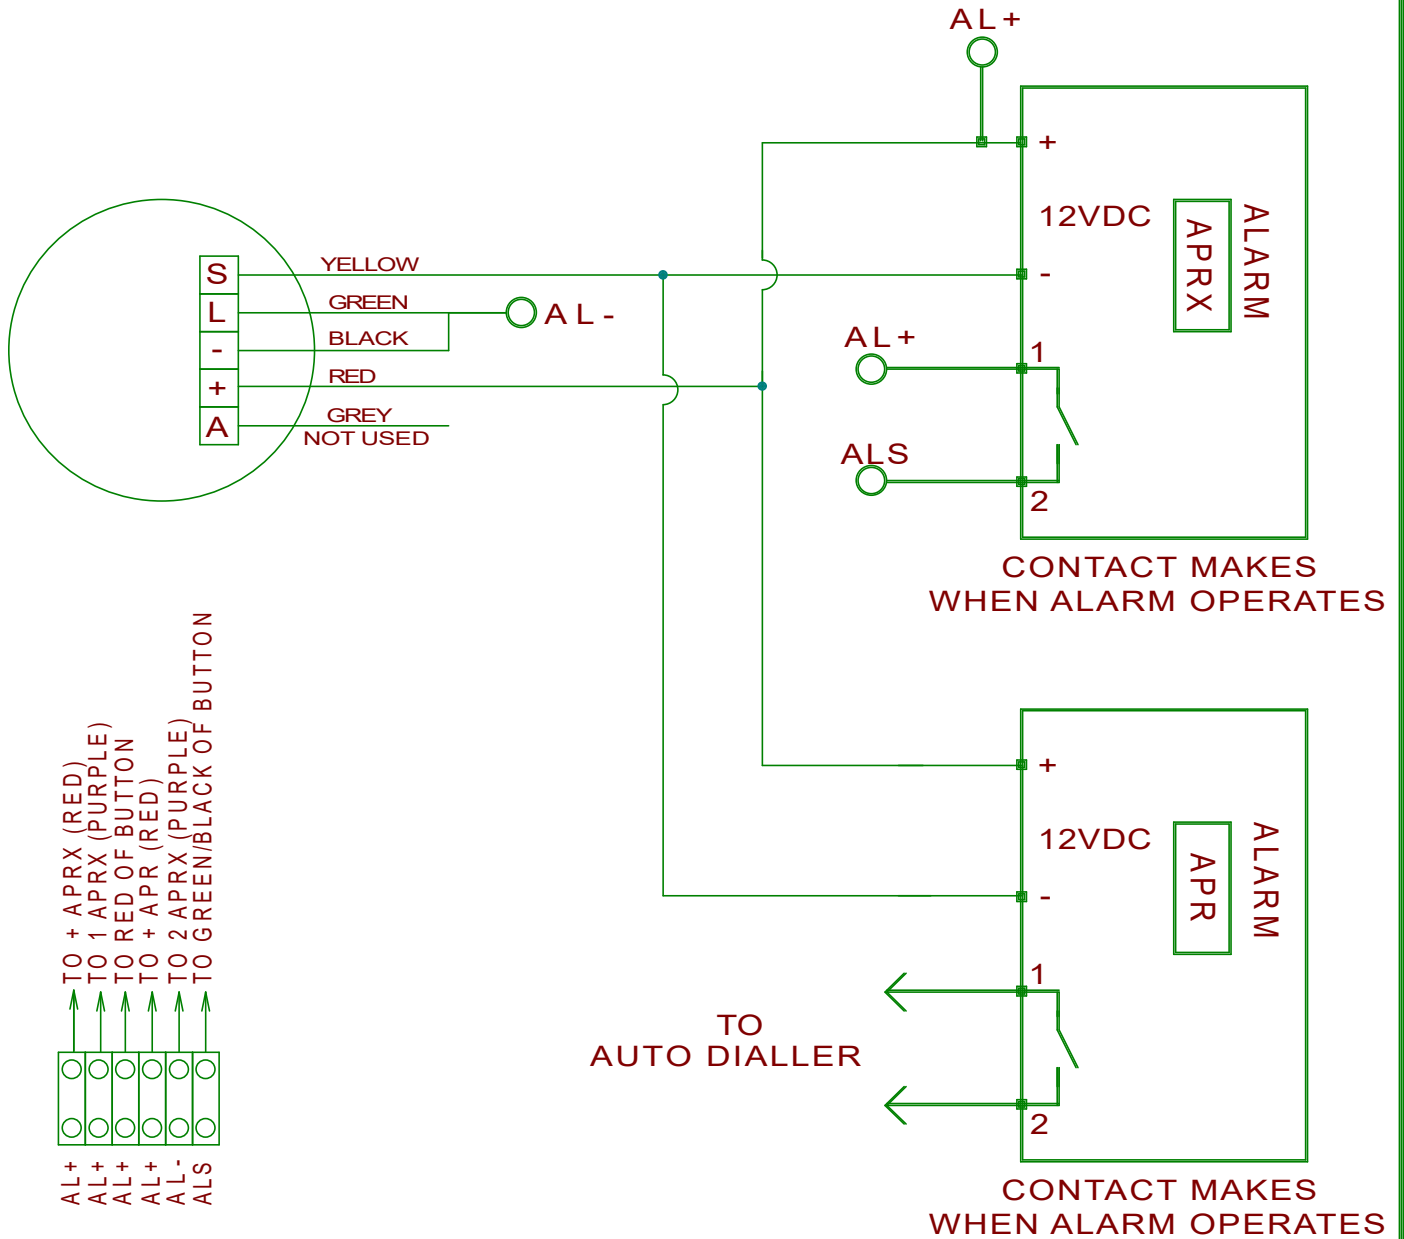 AL+
+
12VDC
-
APRX
ALARM
S
YELLOW
L
GREEN
AL-
-
BLACK
+
RED
A
GREY
NOT USED
AL+
1
ALS
2
CONTACT MAKES
WHEN ALARM OPERATES
+
12VDC
-
APR
ALARM
1
TO
AUTO DIALLER
2
CONTACT MAKES
WHEN ALARM OPERATES
TO + APRX (RED)
TO 1 APRX (PURPLE)
TO RED OF BUTTON
TO + APR (RED)
TO 2 APRX (PURPLE)
TO GREEN/BLACK OF BUTTON
AL+
AL+
AL+
AL+
AL-
ALS